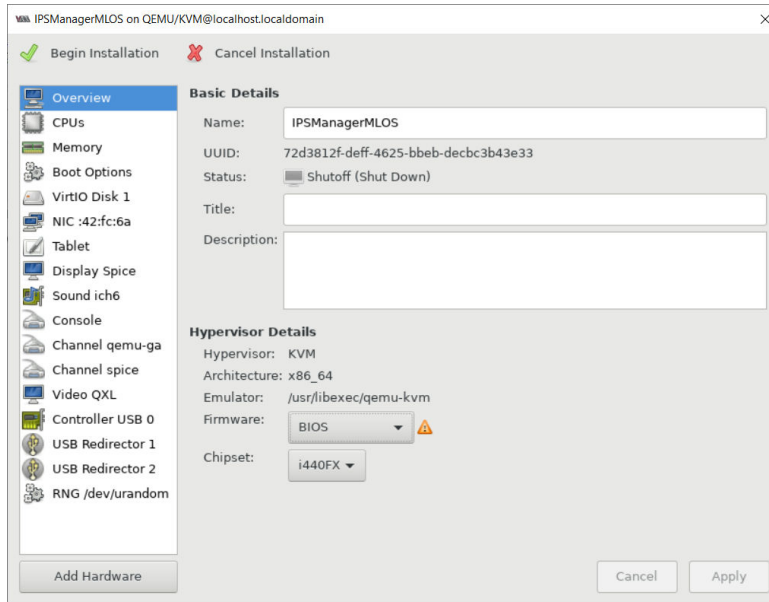 IPSManagerMLOS on QEMU/KVM@localhost.localdomain
Begin Installation
Cancel Installation
Overview
CPUs
Memory
Boot Options
VirtIO Disk 1
NIC :42:fc:6a
Tablet
Display Spice
Sound ich6
Console
Channel qemu-ga
Channel spice
Video QXL
Controller USB 0
USB Redirector 1
USB Redirector 2
RNG /dev/urandom
Add Hardware
Basic Details
Name: IPSManagerMLOS
UUID: 72d3812f-deff-4625-bbeb-decbc3b43e33
Status: Shutoff (Shut Down)
Title:
Description:
Hypervisor Details
Hypervisor: KVM
Architecture: x86_64
Emulator: /usr/libexec/qemu-kvm
Firmware: BIOS
Chipset: i440FX
Cancel
Apply